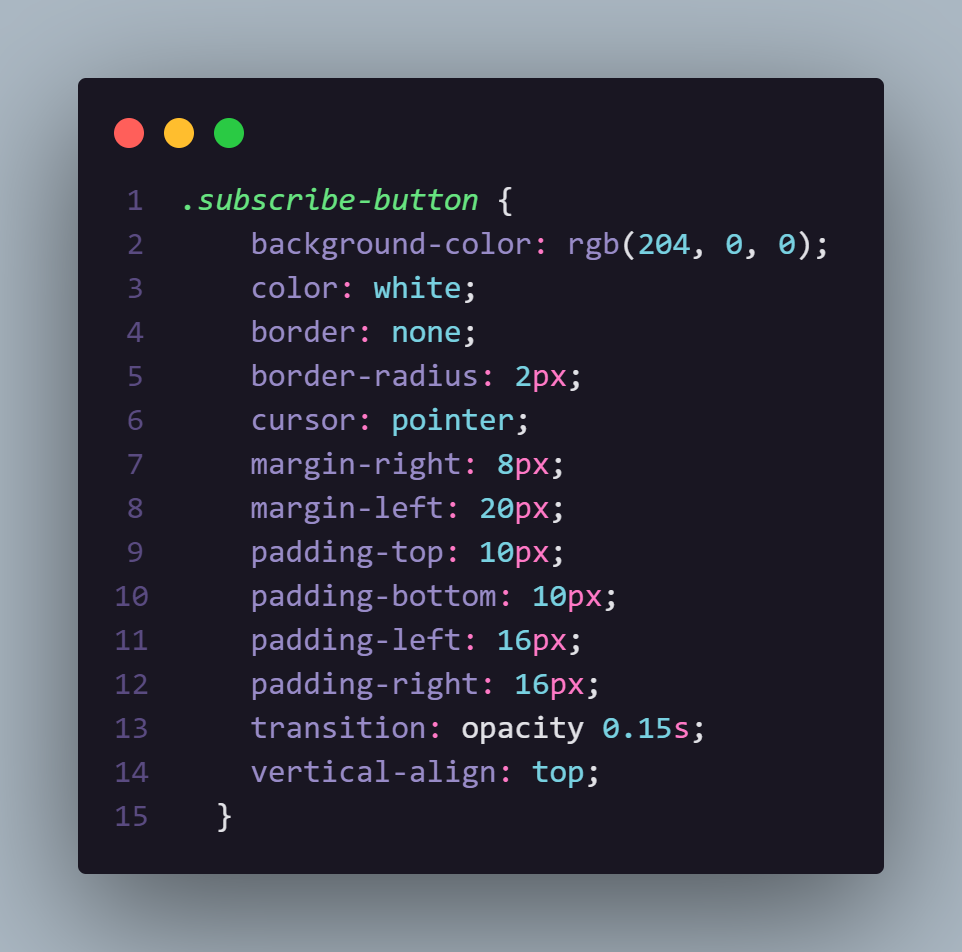 1 .subscribe-button {
2 background-color: rgb(204, 0, 0);
3 color: white;
4 border: none;
5 border-radius: 2px;
6 cursor: pointer;
7 margin-right: 8px;
8 margin-left: 20px;
9 padding-top: 10px;
10 padding-bottom: 10px;
11 padding-left: 16px;
12 padding-right: 16px;
13 transition: opacity 0.15s;
14 vertical-align: top;
15 }